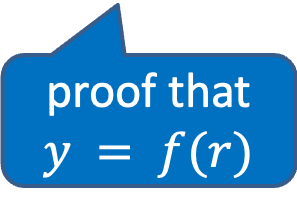 proof that
y = f(r)